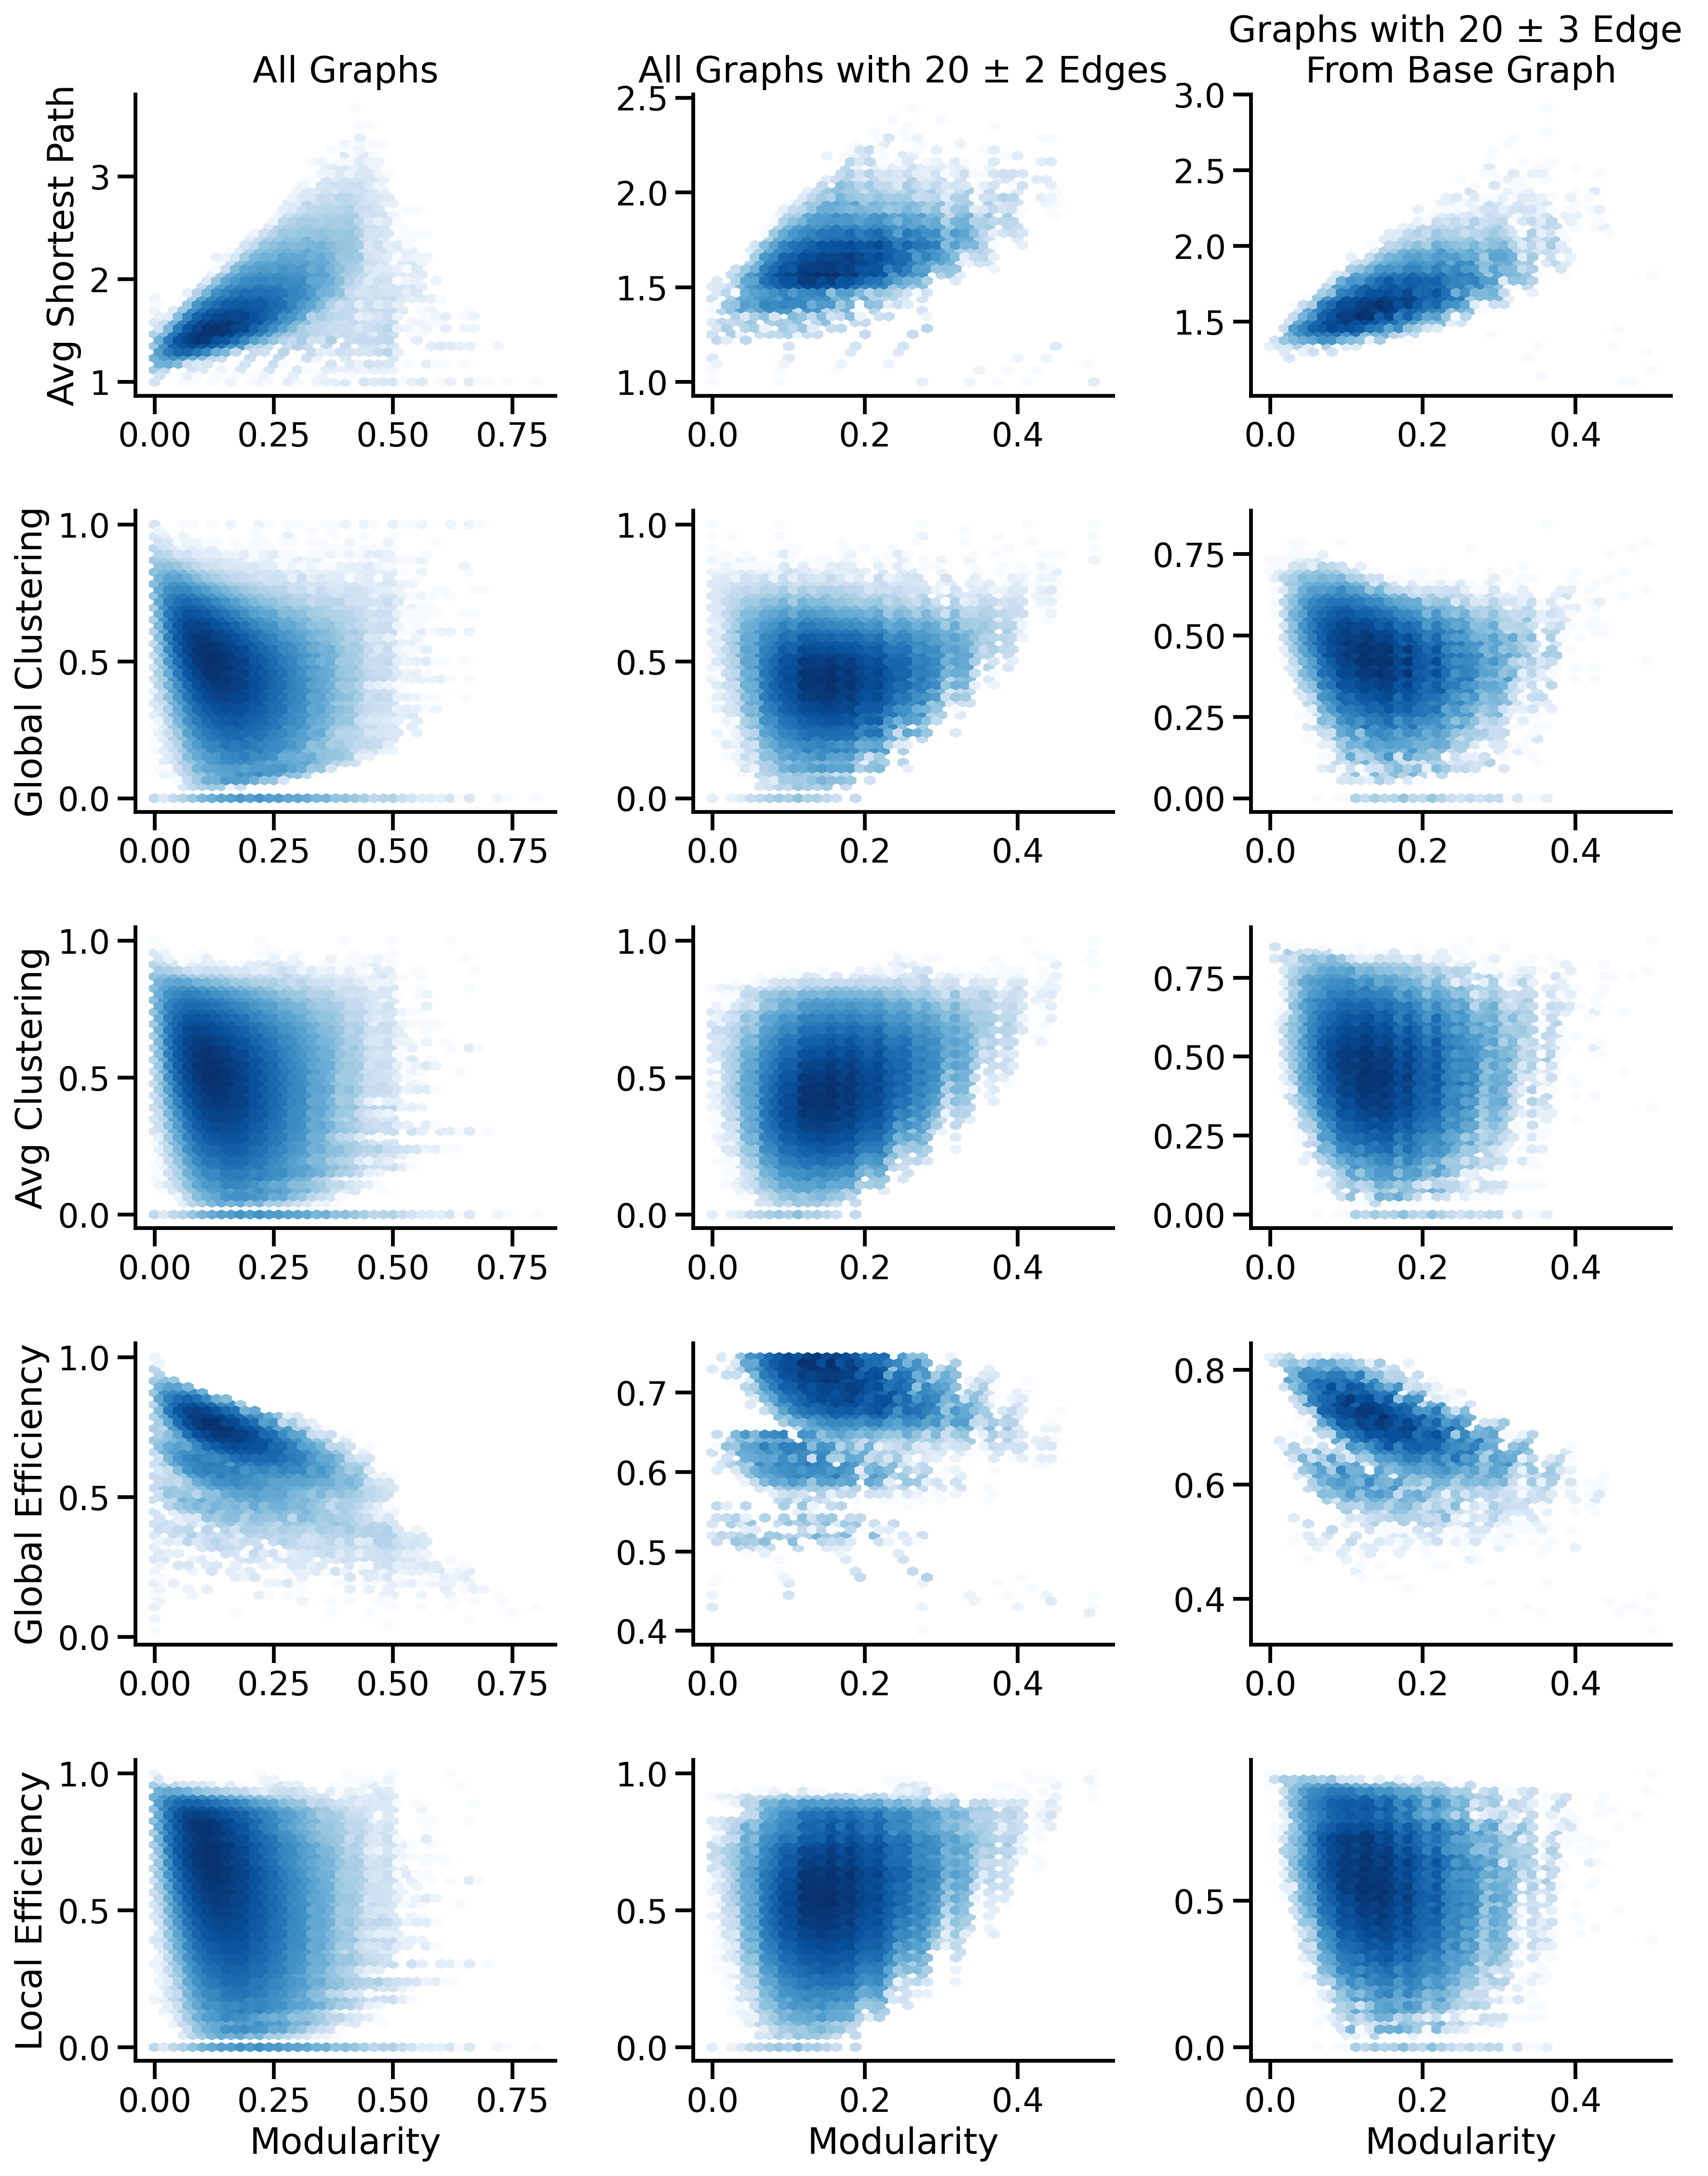 Graphs with 20 ± 3 Edge
All Graphs
All Graphs with 20 ± 2 Edges
From Base Graph
Avg Shortest Path
3
2
1
0.00 0.25 0.50 0.75
2.5
2.0
1.5
1.0
0.0 0.2 0.4
3.0
2.5
2.0
1.5
0.0 0.2 0.4
Global Clustering
1.0
0.5
0.0
0.00 0.25 0.50 0.75
1.0
0.5
0.0
0.0 0.2 0.4
0.75
0.50
0.25
0.00
0.0 0.2 0.4
Avg Clustering
1.0
0.5
0.0
0.00 0.25 0.50 0.75
1.0
0.5
0.0
0.0 0.2 0.4
0.75
0.50
0.25
0.00
0.0 0.2 0.4
Global Efficiency
1.0
0.5
0.0
0.00 0.25 0.50 0.75
0.7
0.6
0.5
0.4
0.0 0.2 0.4
0.8
0.6
0.4
0.0 0.2 0.4
Local Efficiency
1.0
0.5
0.0
0.00 0.25 0.50 0.75
Modularity
1.0
0.5
0.0
0.0 0.2 0.4
Modularity
0.5
0.0
0.0 0.2 0.4
Modularity